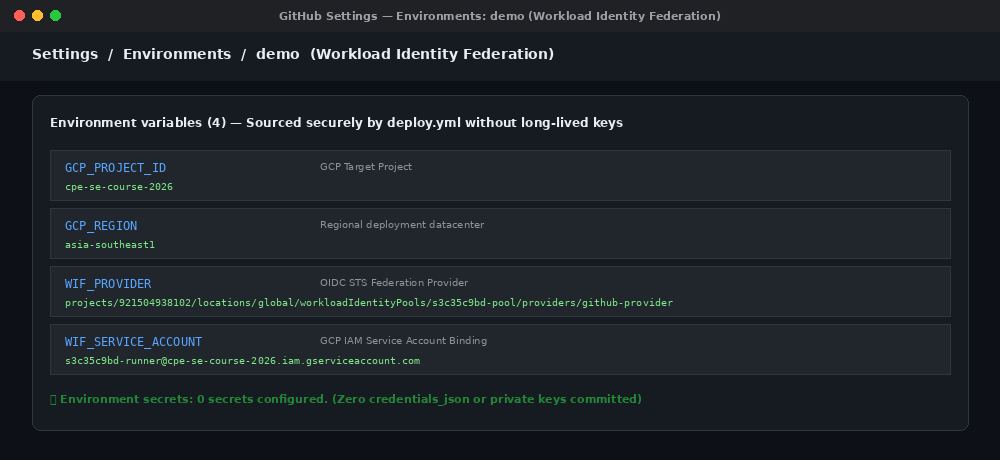 GitHub Settings — Environments: demo (Workload Identity Federation)
Settings / Environments / demo (Workload Identity Federation)
Environment variables (4) — Sourced securely by deploy.yml without long-lived keys
GCP_PROJECT_ID GCP Target Project
cpe-se-course-2026
GCP_REGION Regional deployment datacenter
asia-southeast1
WIF_PROVIDER OIDC STS Federation Provider
projects/921504938102/locations/global/workloadIdentityPools/s3c35c9bd-pool/providers/github-provider
WIF_SERVICE_ACCOUNT GCP IAM Service Account Binding
s3c35c9bd-runner@cpe-se-course-2026.iam.gserviceaccount.com
Environment secrets: 0 secrets configured. (Zero credentials_json or private keys committed)